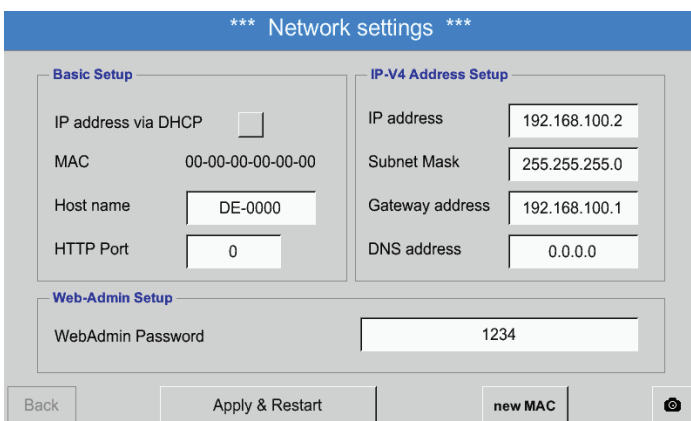 *** Network settings ***
Basic Setup
IP address via DHCP
MAC 00-00-00-00-00-00
Host name DE-0000
HTTP Port 0
IP-V4 Address Setup
IP address 192.168.100.2
Subnet Mask 255.255.255.0
Gateway address 192.168.100.1
DNS address 0.0.0.0
Web-Admin Setup
WebAdmin Password 1234
Back Apply & Restart new MAC